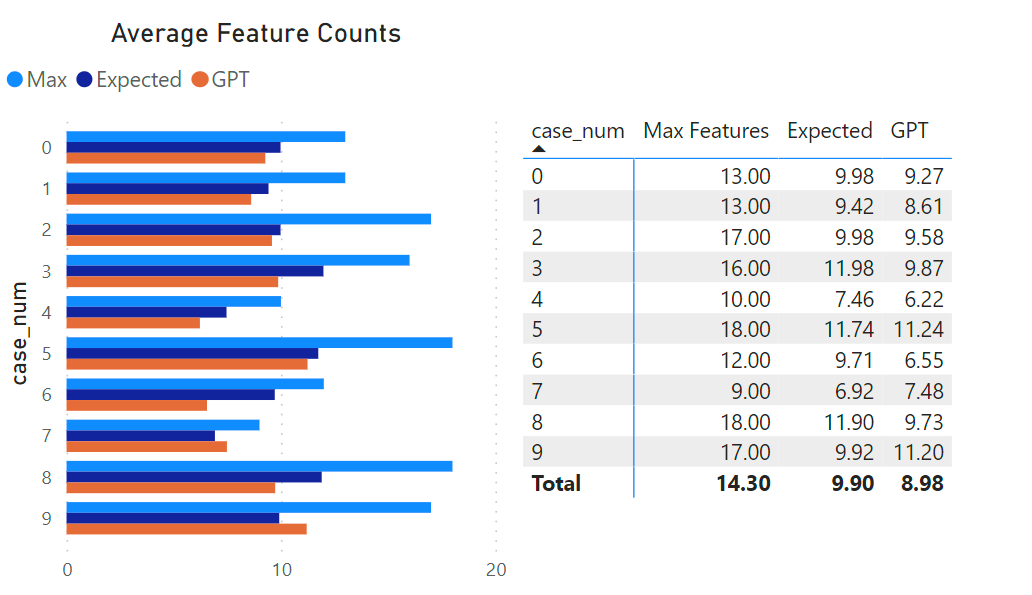 Average Feature Counts
Max Expected GPT
case_num
0
1
2
3
4
5
6
7
8
9
0 10 20
case_num Max Features Expected GPT
0 13.00 9.98 9.27
1 13.00 9.42 8.61
2 17.00 9.98 9.58
3 16.00 11.98 9.87
4 10.00 7.46 6.22
5 18.00 11.74 11.24
6 12.00 9.71 6.55
7 9.00 6.92 7.48
8 18.00 11.90 9.73
9 17.00 9.92 11.20
Total 14.30 9.90 8.98